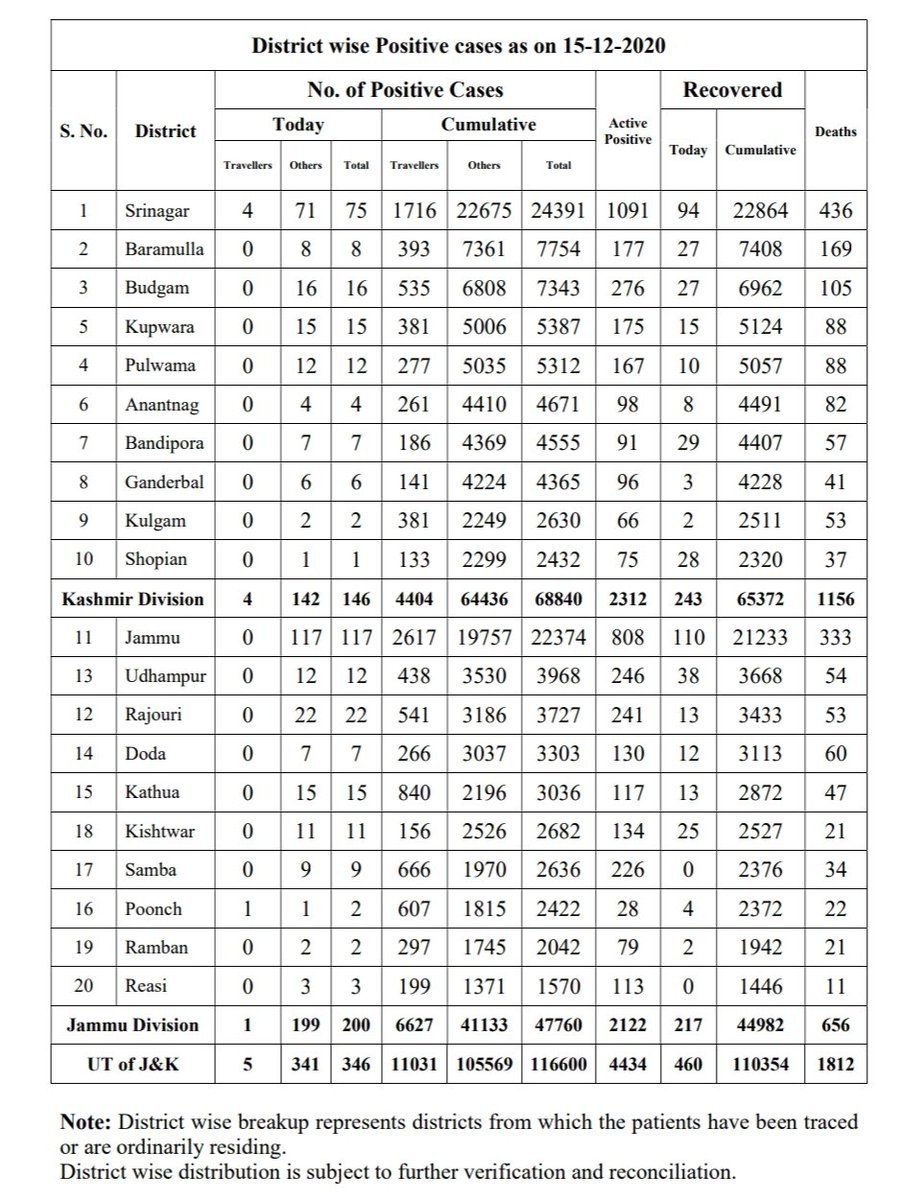 District wise Positive cases as on 15-12-2020
S. No. District No. of Positive Cases Active Positive Recovered Deaths
Today Cumulative Today Cumulative
Travellers Others Total Travellers Others Total
1 Srinagar 4 71 75 1716 22675 24391 1091 94 22864 436
2 Baramulla 0 8 8 393 7361 7754 177 27 7408 169
3 Budgam 0 16 16 535 6808 7343 276 27 6962 105
5 Kupwara 0 15 15 381 5006 5387 175 15 5124 88
4 Pulwama 0 12 12 277 5035 5312 167 10 5057 88
6 Anantnag 0 4 4 261 4410 4671 98 8 4491 82
7 Bandipora 0 7 7 186 4369 4555 91 29 4407 57
8 Ganderbal 0 6 6 141 4224 4365 96 3 4228 41
9 Kulgam 0 2 2 381 2249 2630 66 2 2511 53
10 Shopian 0 1 1 133 2299 2432 75 28 2320 37
Kashmir Division 4 142 146 4404 64436 68840 2312 243 65372 1156
11 Jammu 0 117 117 2617 19757 22374 808 110 21233 333
13 Udhampur 0 12 12 438 3530 3968 246 38 3668 54
12 Rajouri 0 22 22 541 3186 3727 241 13 3433 53
14 Doda 0 7 7 266 3037 3303 130 12 3113 60
15 Kathua 0 15 15 840 2196 3036 117 13 2872 47
18 Kishtwar 0 11 11 156 2526 2682 134 25 2527 21
17 Samba 0 9 9 666 1970 2636 226 0 2376 34
16 Poonch 1 1 2 607 1815 2422 28 4 2372 22
19 Ramban 0 2 2 297 1745 2042 79 2 1942 21
20 Reasi 0 3 3 199 1371 1570 113 0 1446 11
Jammu Division 1 199 200 6627 41133 47760 2122 217 44982 656
UT of J&K 5 341 346 11031 105569 116600 4434 460 110354 1812
Note: District wise breakup represents districts from which the patients have been traced
or are ordinarily residing.
District wise distribution is subject to further verification and reconciliation.